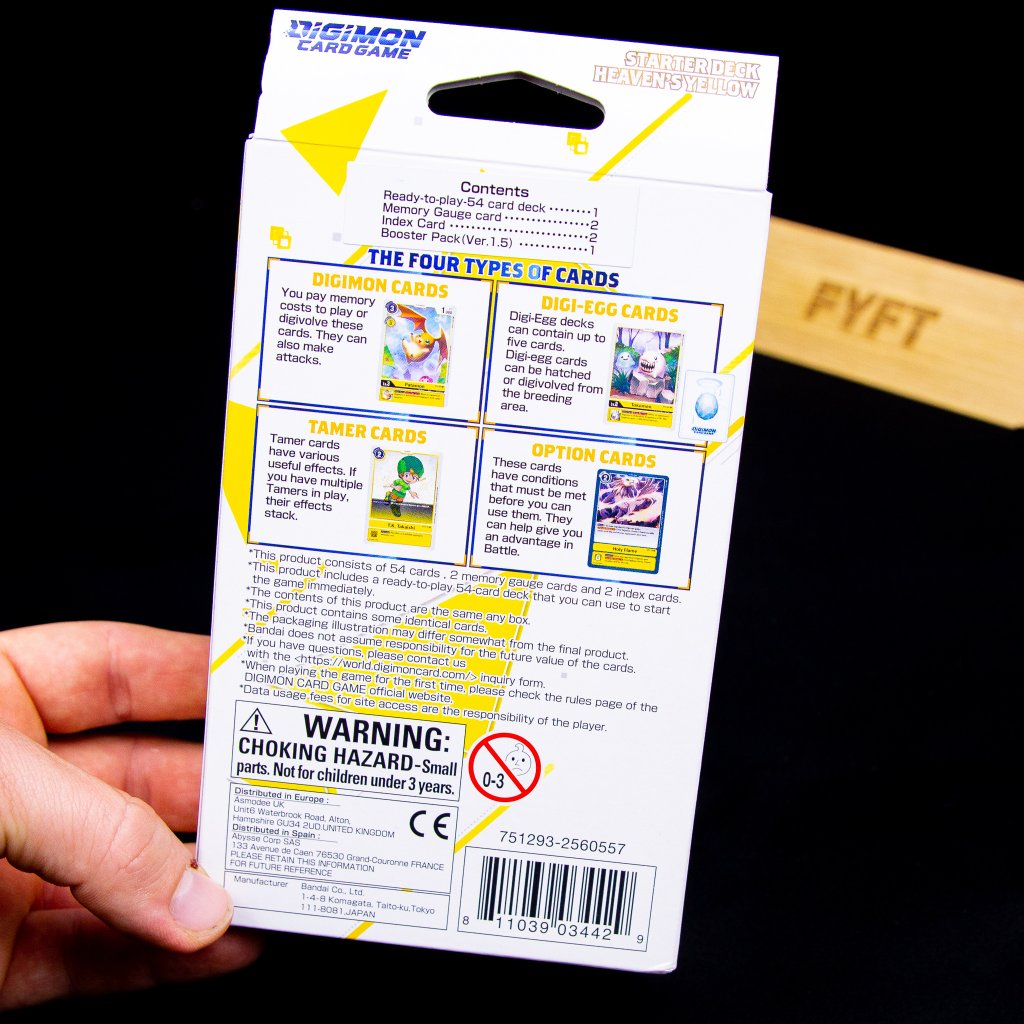 DIGIMON
CARD GAME
STARTER DECK
HEAVEN'S YELLOW
Contents
Ready-to-play-54 card deck ········· 1
Memory Gauge card ·············· 2
Index Card ······················ 2
Booster Pack(Ver.1.5) ············· 1
FYFT
THE FOUR TYPES OF CARDS
DIGIMON CARDS
You pay memory
costs to play or
digivolve these
cards. They can
also make
attacks.
Patamon
DIGI-EGG CARDS
Digi-Egg decks
can contain up to
five cards.
Digi-egg cards
can be hatched
or digivolved from
the breeding
area.
Tokomon
DIGIMON
TAMER CARDS
Tamer cards
have various
useful effects. If
you have multiple
Tamers in play,
their effects
stack.
T.K. Takaishi
OPTION CARDS
These cards
have conditions
that must be met
before you can
use them. They
can help give you
an advantage in
Battle.
Holy Flame
*This product consists of 54 cards , 2 memory gauge cards and 2 index cards.
*This product includes a ready-to-play 54-card deck that you can use to start
the game immediately.
*The contents of this product are the same any box.
*This product contains some identical cards.
*The packaging illustration may differ somewhat from the final product.
*Bandai does not assume responsibility for the future value of the cards.
*If you have questions, please contact us
with the <https://world.digimoncard.com/> inquiry form.
*When playing the game for the first time, please check the rules page of the
DIGIMON CARD GAME official website.
*Data usage fees for site access are the responsibility of the player.
WARNING:
CHOKING HAZARD-Small
parts. Not for children under 3 years.
0-3
Distributed in Europe :
Asmodee UK
Unit6 Waterbrook Road, Alton,
Hampshire GU34 2UD.UNITED KINGDOM
Distributed in Spain :
Abysse Corp SAS
133 Avenue de Caen 76530 Grand-Couronne FRANCE
PLEASE RETAIN THIS INFORMATION
FOR FUTURE REFERENCE
CE
Manufacturer Bandai Co., Ltd.
1-4-8 Komagata, Taito-ku,Tokyo
111-8081,JAPAN
751293-2560557
8 11039 03442 9